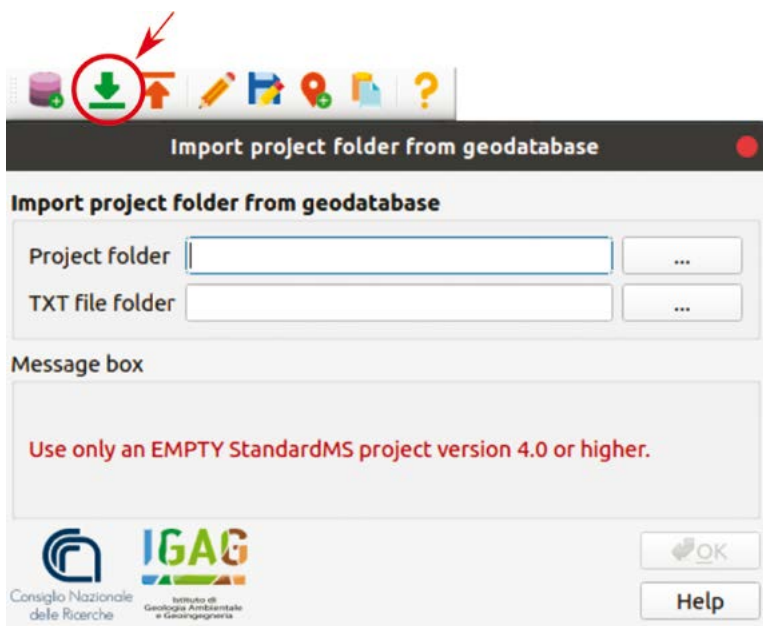 ?
Import project folder from geodatabase
Import project folder from geodatabase
Project folder ...
TXT file folder ...
Message box
Use only an EMPTY StandardMS project version 4.0 or higher.
OK
IGAG
Consiglio Nazionale
delle Ricerche
Istituto di
Geologia Ambientale
e Geoingegneria
Help